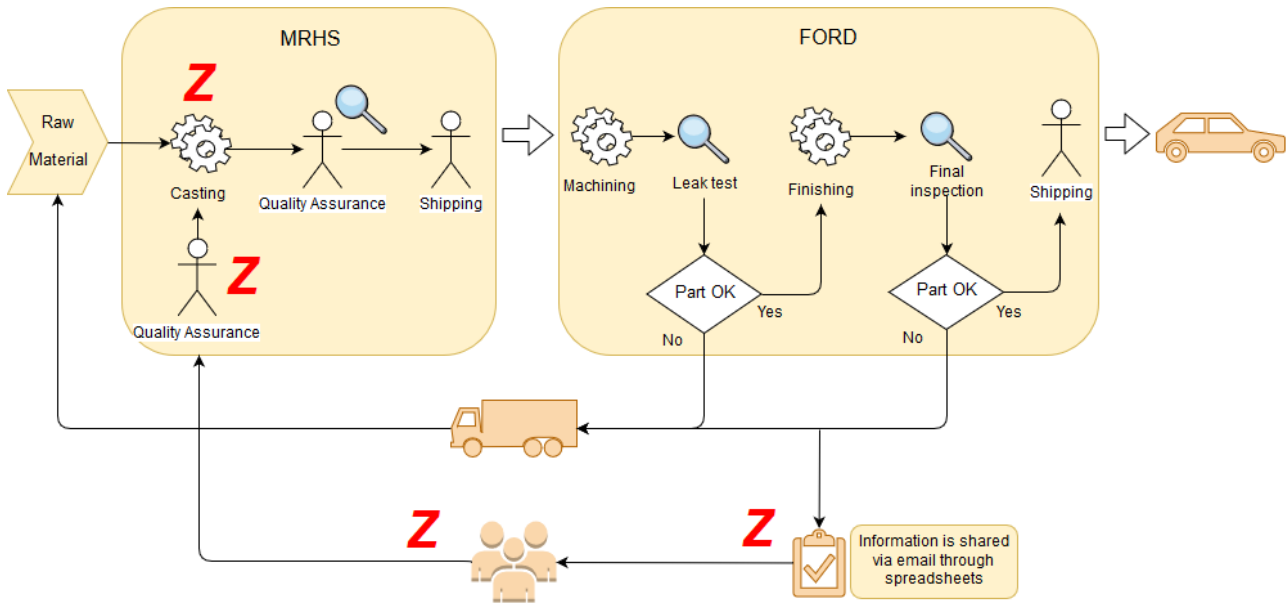 MRHS
FORD
Z
Raw
Material
Casting
Quality Assurance
Shipping
Machining
Leak test
Finishing
Final
inspection
Shipping
Z
Quality Assurance
Part OK
Yes
No
Part OK
Yes
No
Z
Z
Information is shared
via email through
spreadsheets